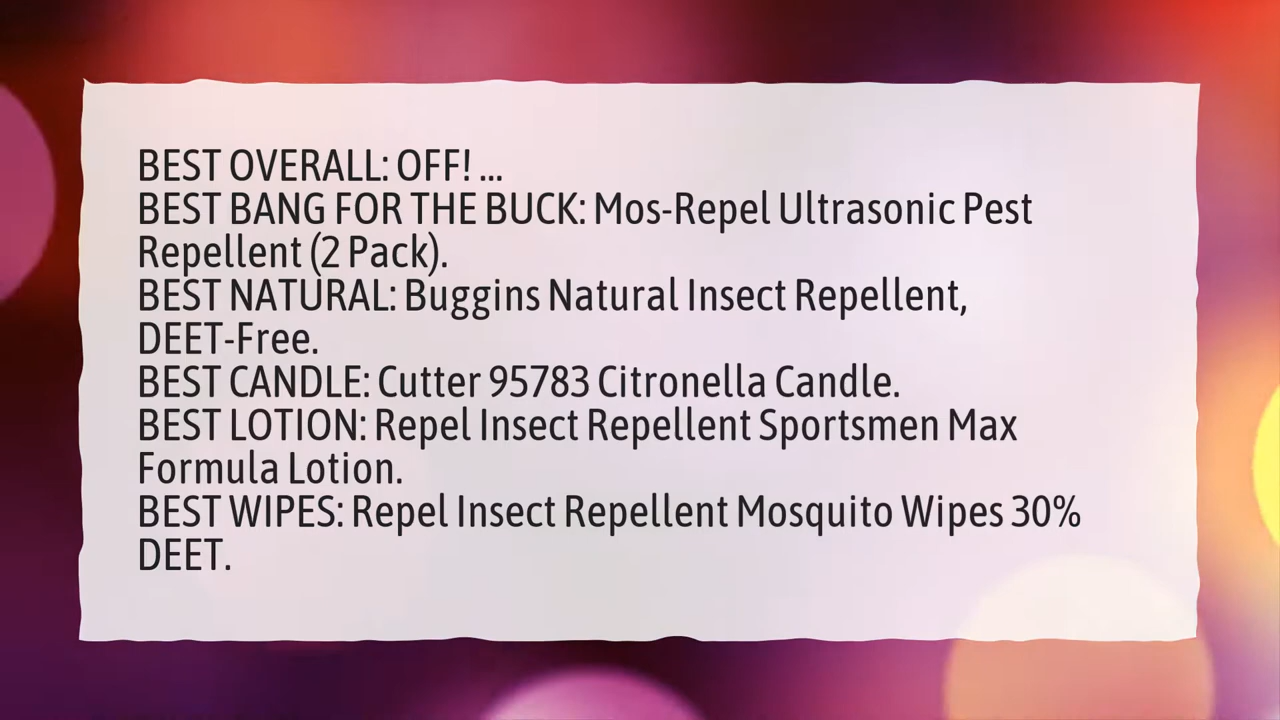 BEST OVERALL: OFF! ...
BEST BANG FOR THE BUCK: Mos-Repel Ultrasonic Pest
Repellent (2 Pack).
BEST NATURAL: Buggins Natural Insect Repellent,
DEET-Free.
BEST CANDLE: Cutter 95783 Citronella Candle.
BEST LOTION: Repel Insect Repellent Sportsmen Max
Formula Lotion.
BEST WIPES: Repel Insect Repellent Mosquito Wipes 30%
DEET.